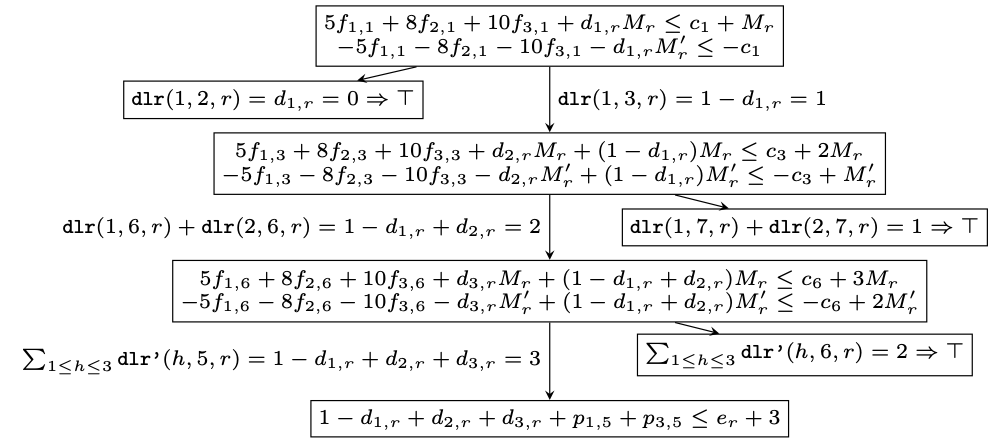 5f_{1,1} + 8f_{2,1} + 10f_{3,1} + d_{1,r}M_r ≤ c_1 + M_r
−5f_{1,1} − 8f_{2,1} − 10f_{3,1} − d_{1,r}M'_r ≤ −c_1
dlr(1, 2, r) = d_{1,r} = 0 ⇒ ⊤
dlr(1, 3, r) = 1 − d_{1,r} = 1
5f_{1,3} + 8f_{2,3} + 10f_{3,3} + d_{2,r}M_r + (1 − d_{1,r})M_r ≤ c_3 + 2M_r
−5f_{1,3} − 8f_{2,3} − 10f_{3,3} − d_{2,r}M'_r + (1 − d_{1,r})M'_r ≤ −c_3 + M'_r
dlr(1, 6, r) + dlr(2, 6, r) = 1 − d_{1,r} + d_{2,r} = 2
dlr(1, 7, r) + dlr(2, 7, r) = 1 ⇒ ⊤
5f_{1,6} + 8f_{2,6} + 10f_{3,6} + d_{3,r}M_r + (1 − d_{1,r} + d_{2,r})M_r ≤ c_6 + 3M_r
−5f_{1,6} − 8f_{2,6} − 10f_{3,6} − d_{3,r}M'_r + (1 − d_{1,r} + d_{2,r})M'_r ≤ −c_6 + 2M'_r
∑_{1≤h≤3} dlr'(h, 5, r) = 1 − d_{1,r} + d_{2,r} + d_{3,r} = 3
∑_{1≤h≤3} dlr'(h, 6, r) = 2 ⇒ ⊤
1 − d_{1,r} + d_{2,r} + d_{3,r} + p_{1,5} + p_{3,5} ≤ e_r + 3